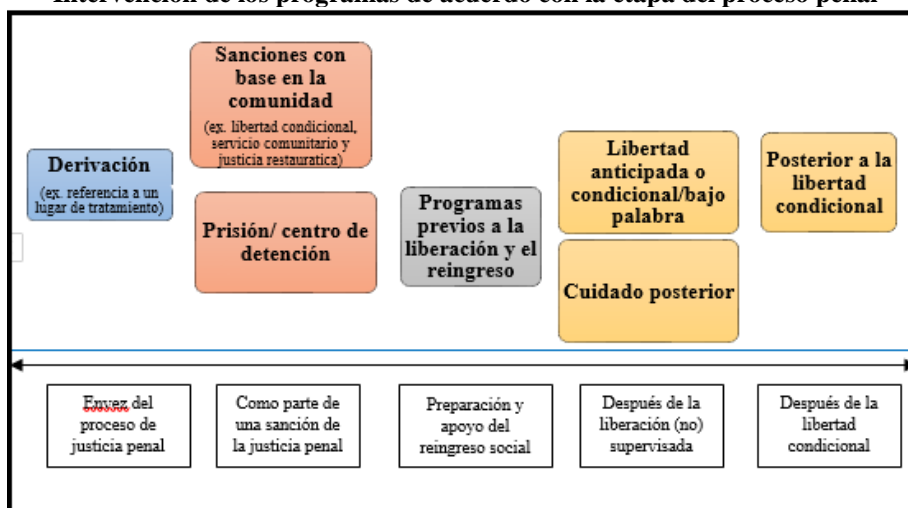 Intervención de los programas de acuerdo con la etapa del proceso penal
Sanciones con
base en la
comunidad
(ex. libertad condicional,
servicio comunitario y
justicia restauratica)
Derivación
(ex. referencia a un
lugar de tratamiento)
Prisión/ centro de
detención
Programas
previos a la
liberación y el
reingreso
Libertad
anticipada o
condicional/bajo
palabra
Cuidado posterior
Posterior a la
libertad
condicional
Envez del
proceso de
justicia penal
Como parte de
una sanción de
la justicia penal
Preparación y
apoyo del
reingreso social
Después de la
liberación (no)
supervisada
Después de la
libertad
condicional